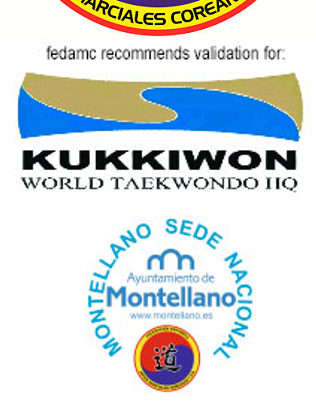 MARCIALES COREAN
fedamc recommends validation for:
KUKKIWON
WORLD TAEKWONDO HQ
MONTELLANO SEDE NACIONAL
Ayuntamiento de
Montellano
www.montellano.es
道